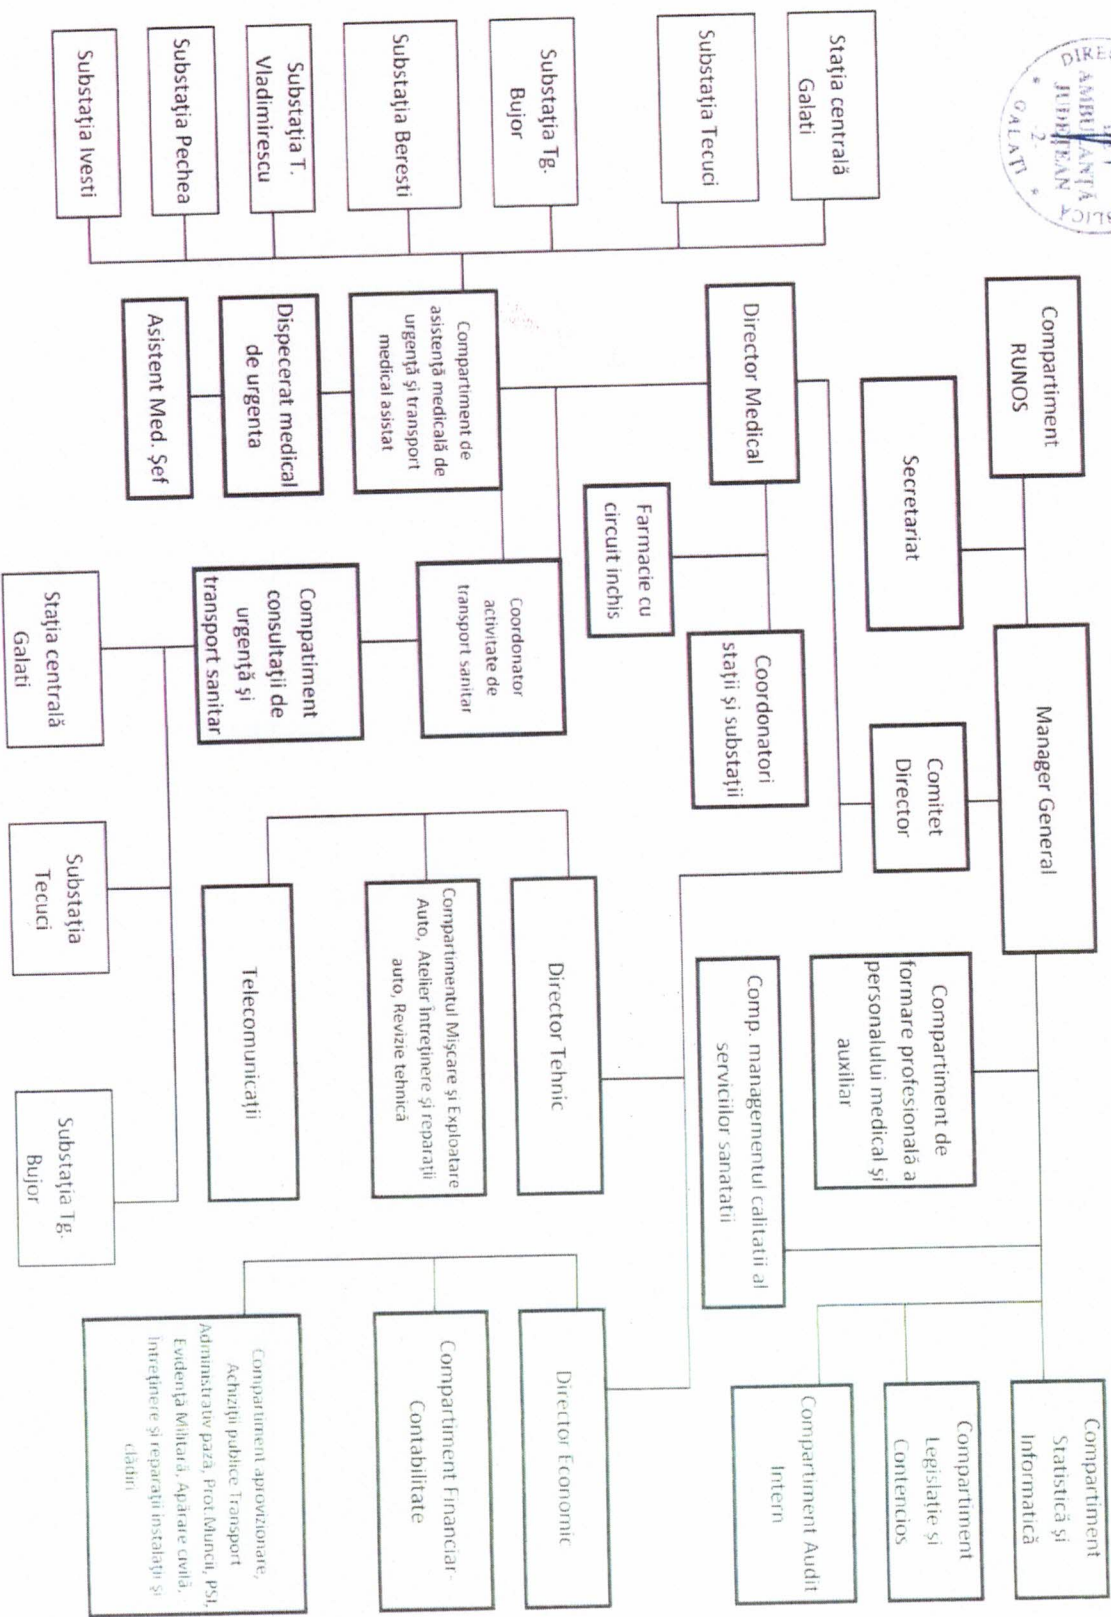 DIREC
AMBULANȚĂ
JUDEȚEAN
-2-
GALATI
Compartiment
RUNOS
Secretariat
Manager General
Comitet
Director
Compartiment de
formare profesională a
personalului medical și
auxiliar
Comp. managementul calitatii al
serviciilor sanatatii
Compartiment
Statistică și
Informatică
Compartiment
Legislație și
Contencios
Compartiment Audit
Intern
Director Medical
Farmacie cu
circuit inchis
Coordonatori
stații și substații
Director Tehnic
Compartimentul Mișcare și Exploatare
Auto, Atelier Întreținere și reparații
auto, Revizie tehnică
Telecomunicații
Director Economic
Compartiment Financiar-
Contabilitate
Compartiment aprovizionare,
Achiziții publice Transport
Administrativ pază, Prot Muncii, PSI,
Evidență Militară, Apărare civilă,
întreținere și reparații instalații și
clădiri
Compartiment de
asistență medicală de
urgență și transport
medical asistat
Dispecerat medical
de urgenta
Asistent Med. Șef
Coordonator
activitate de
transport sanitar
Compatiment
consultații de
urgență și
transport sanitar
Stația centrală
Galati
Substația Tecuci
Substația Tg.
Bujor
Substația Beresti
Substația T.
Vladimirescu
Substația Pechea
Substația Ivesti
Stația centrală
Galati
Substația
Tecuci
Substația Tg.
Bujor